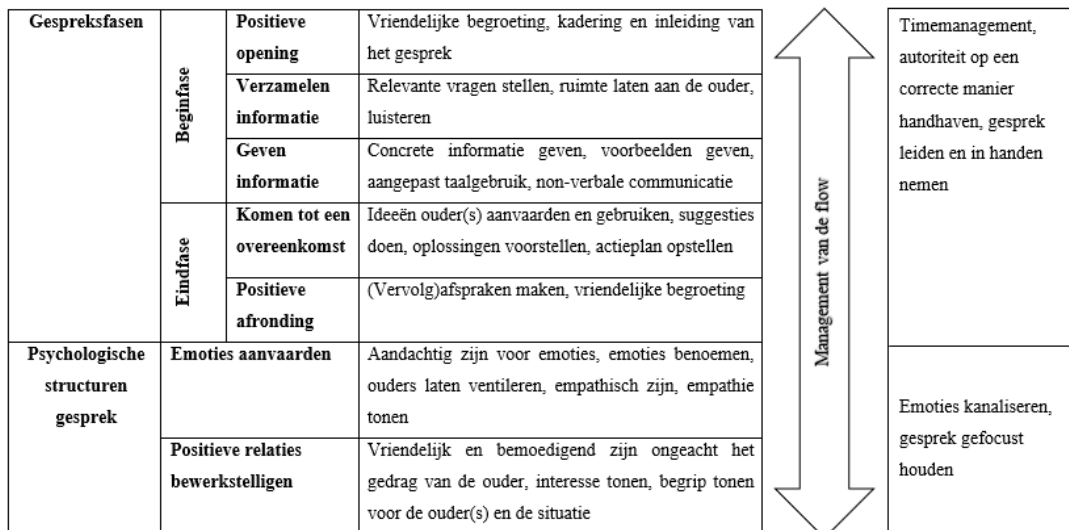 Gespreksfasen
Beginfase
Positieve
opening
Vriendelijke begroeting, kadering en inleiding van
het gesprek
Verzamelen
informatie
Relevante vragen stellen, ruimte laten aan de ouder,
luisteren
Geven
informatie
Concrete informatie geven, voorbeelden geven,
aangepast taalgebruik, non-verbale communicatie
Eindfase
Komen tot een
overeenkomst
Ideeën ouder(s) aanvaarden en gebruiken, suggesties
doen, oplossingen voorstellen, actieplan opstellen
Positieve
afronding
(Vervolg)afspraken maken, vriendelijke begroeting
Psychologische
structuren
gesprek
Emoties aanvaarden
Aandachtig zijn voor emoties, emoties benoemen,
ouders laten ventileren, empathisch zijn, empathie
tonen
Positieve relaties
bewerkstelligen
Vriendelijk en bemoedigend zijn ongeacht het
gedrag van de ouder, interesse tonen, begrip tonen
voor de ouder(s) en de situatie
Management van de flow
Timemanagement,
autoriteit op een
correcte manier
handhaven, gesprek
leiden en in handen
nemen
Emoties kanaliseren,
gesprek gefocust
houden